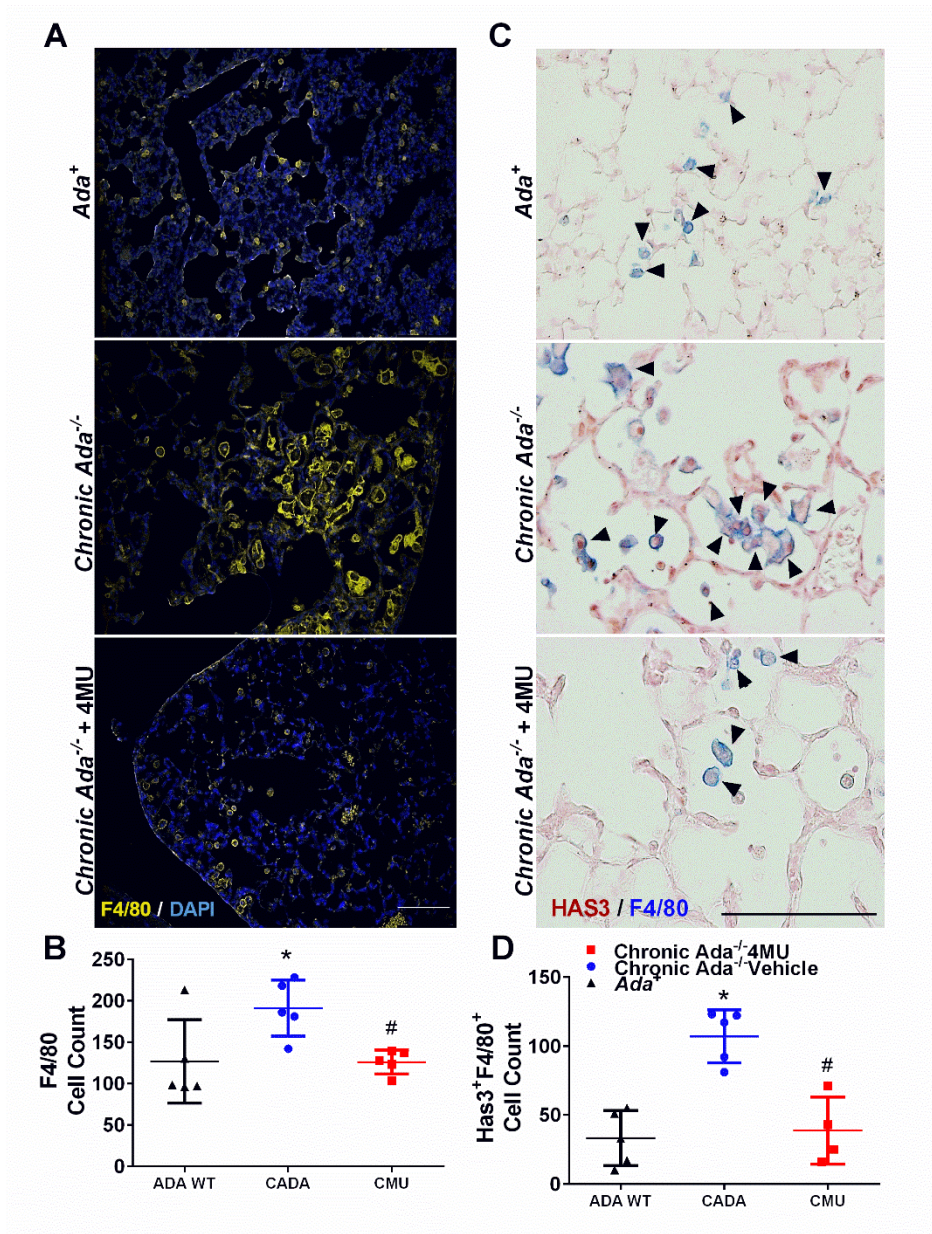 A
C
Ada+
Ada+
Chronic Ada-/-
Chronic Ada-/-
Chronic Ada-/- + 4MU
Chronic Ada-/- + 4MU
F4/80 / DAPI
HAS3 / F4/80
B
D
Chronic Ada-/-4MU
Chronic Ada-/-Vehicle
Ada+
F4/80
Cell Count
250
200
150
100
50
0
*
#
ADA WT
CADA
CMU
Has3+F4/80+
Cell Count
150
100
50
0
*
#
ADA WT
CADA
CMU